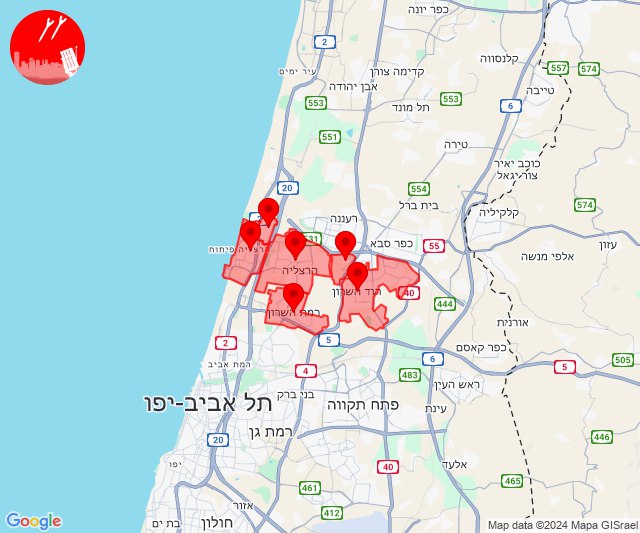 כפר יונה
2
קלנסווה
557
575
עיר ימים
קדימה צורן
אבן יהודה
טייבה
553
553
תל מונד
6
551
טירה
כוכב יאיר
צור יגאל
554
20
574
בית ברל
קלקיליה
רעננה
כפר סבא
55
עזון
531
הרצליה
אלפי מנשה
40
הוד השרון
444
רמת השרון
אורנית
5
2
כפר קאסם
6
505
רמת אביב
4
5
483
ראש העין
בני ברק
תל אביב-יפו
פתח תקווה
עינת
רמת גן
20
446
יפו
אלעד
40
465
461
אזור
412
בת ים
חולון
Google
Map data ©2024 Mapa GISrael